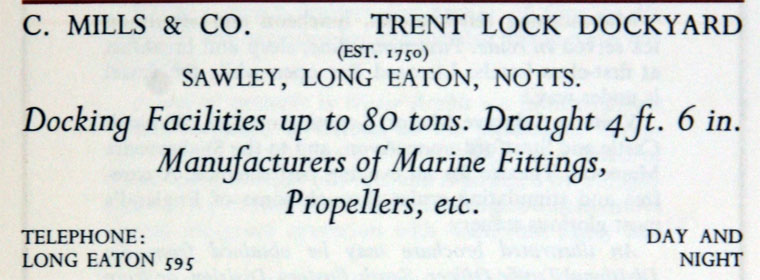 C. MILLS & CO. TRENT LOCK DOCKYARD
(EST. 1750)
SAWLEY, LONG EATON, NOTTS.
Docking Facilities up to 80 tons. Draught 4 ft. 6 in.
Manufacturers of Marine Fittings,
Propellers, etc.
TELEPHONE: DAY AND
LONG EATON 595 NIGHT